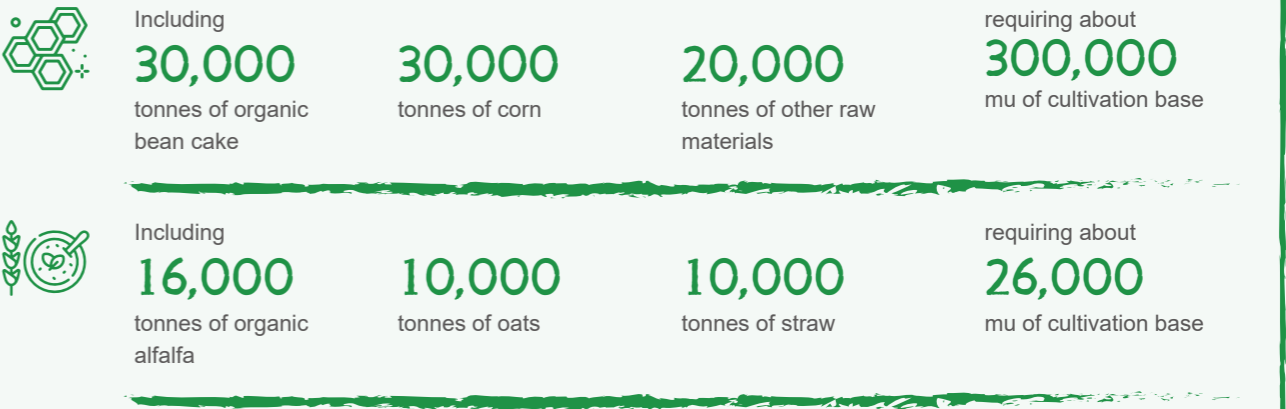 Including
30,000
tonnes of organic
bean cake
30,000
tonnes of corn
20,000
tonnes of other raw
materials
requiring about
300,000
mu of cultivation base
Including
16,000
tonnes of organic
alfalfa
10,000
tonnes of oats
10,000
tonnes of straw
requiring about
26,000
mu of cultivation base